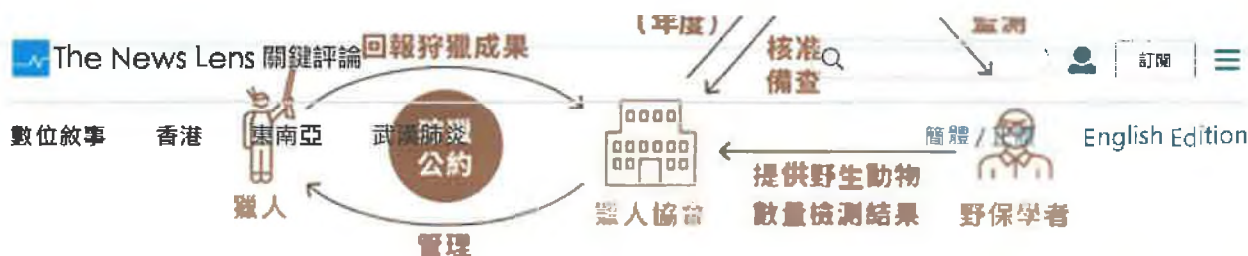 （年度）
監測
The News Lens 關鍵評論
回報狩獵成果
核准
備查
訂閱
數位敘事 香港 東南亞 武漢肺炎
公約
簡體 /
English Edition
獵人
獵人協會
提供野生動物
數量檢測結果
野保學者
管理